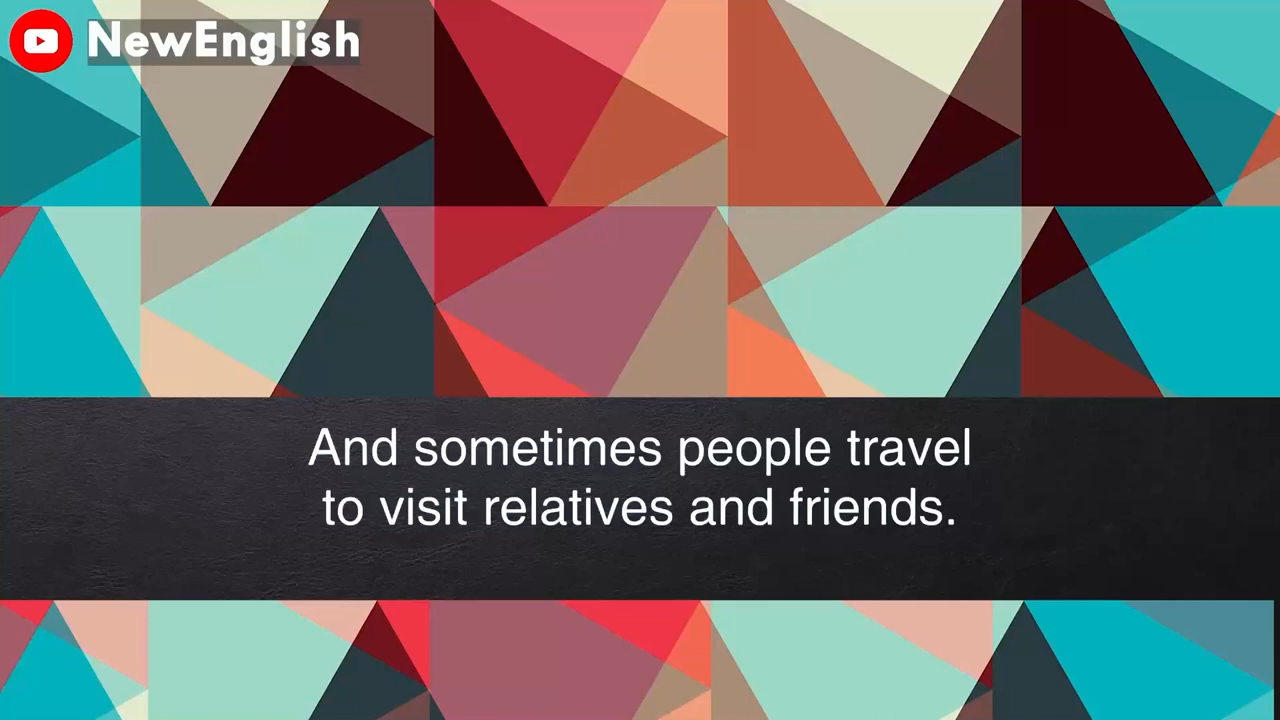 NewEnglish
And sometimes people travel
to visit relatives and friends.